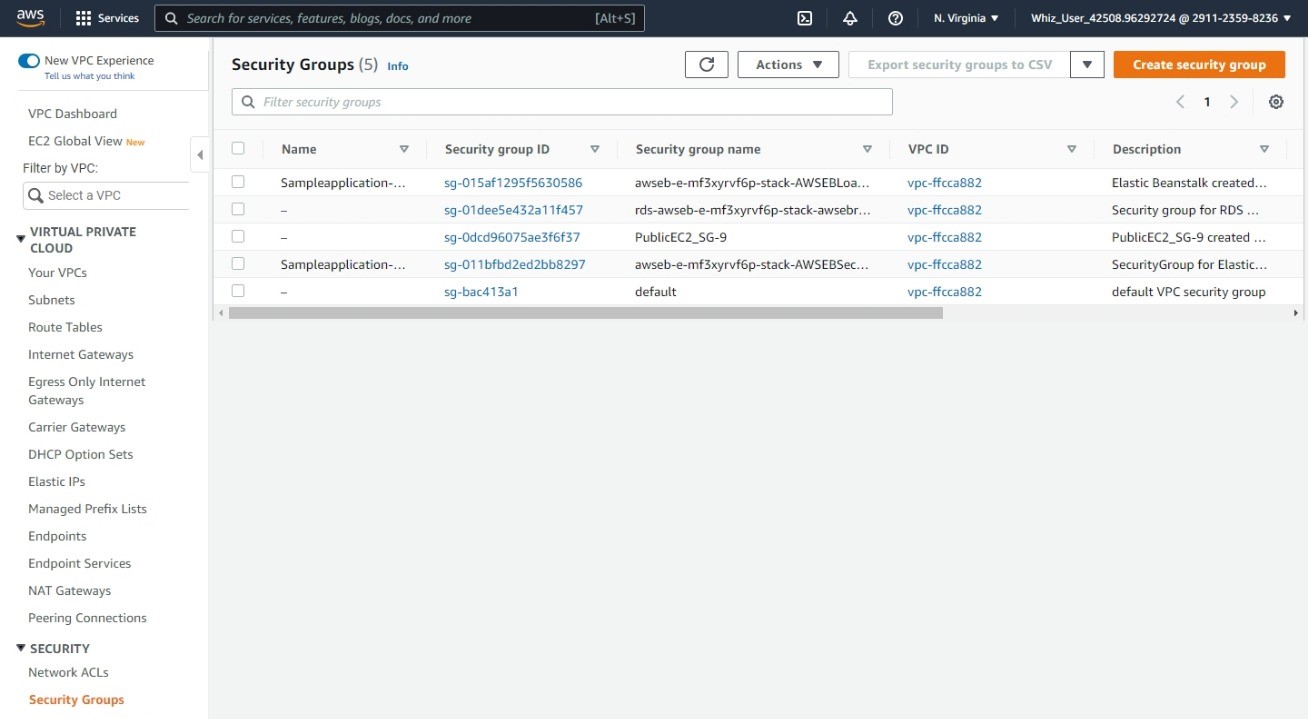 aws
Services
Search for services, features, blogs, docs, and more [Alt+S]
N. Virginia
Whiz_User_42508.96292724 @ 2911-2359-8236
New VPC Experience
Tell us what you think
VPC Dashboard
EC2 Global View New
Filter by VPC:
Select a VPC
VIRTUAL PRIVATE
CLOUD
Your VPCs
Subnets
Route Tables
Internet Gateways
Egress Only Internet
Gateways
Carrier Gateways
DHCP Option Sets
Elastic IPs
Managed Prefix Lists
Endpoints
Endpoint Services
NAT Gateways
Peering Connections
SECURITY
Network ACLs
Security Groups
Security Groups (5) Info
Actions
Export security groups to CSV
Create security group
Filter security groups
1
Name Security group ID Security group name VPC ID Description
Sampleapplication-... sg-015af1295f5630586 awseb-e-mf3xyrvf6p-stack-AWSEBLoa... vpc-ffcca882 Elastic Beanstalk created...
– sg-01dee5e432a11f457 rds-awseb-e-mf3xyrvf6p-stack-awsebr... vpc-ffcca882 Security group for RDS ...
– sg-0dcd96075ae3f6f37 PublicEC2_SG-9 vpc-ffcca882 PublicEC2_SG-9 created ...
Sampleapplication-... sg-011bfbd2ed2bb8297 awseb-e-mf3xyrvf6p-stack-AWSEBSec... vpc-ffcca882 SecurityGroup for Elastic...
– sg-bac413a1 default vpc-ffcca882 default VPC security group